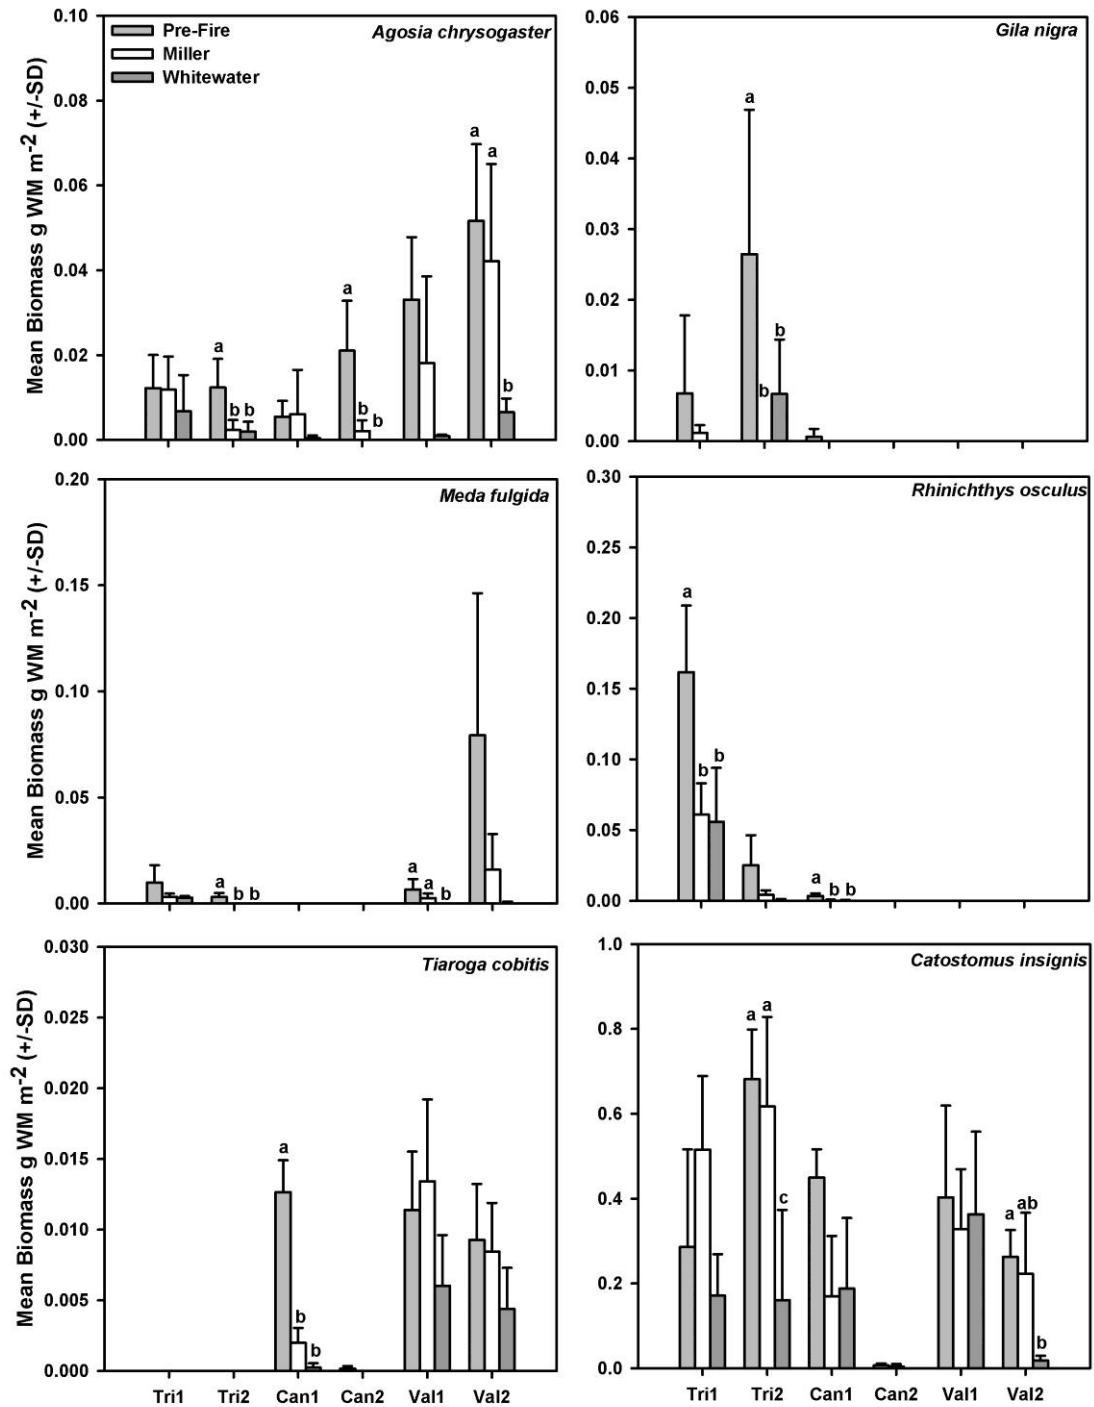 Agosia chrysogaster
Pre-Fire
Miller
Whitewater
Mean Biomass g WM m-2 (+/-SD)
0.10
0.08
0.06
0.04
0.02
0.00
a
b b
a
b
b
a
a
b
Gila nigra
0.06
0.05
0.04
0.03
0.02
0.01
0.00
a
b
b
Meda fulgida
Mean Biomass g WM m-2 (+/-SD)
0.20
0.15
0.10
0.05
0.00
a
b b
a
a
b
Rhinichthys osculus
0.30
0.25
0.20
0.15
0.10
0.05
0.00
a
b
b
a
b b
Tiaroga cobitis
Mean Biomass g WM m-2 (+/-SD)
0.030
0.025
0.020
0.015
0.010
0.005
0.000
a
b
b
Tri1 Tri2 Can1 Can2 Val1 Val2
Catostomus insignis
1.0
0.8
0.6
0.4
0.2
0.0
a
a
c
a
ab
b
Tri1 Tri2 Can1 Can2 Val1 Val2